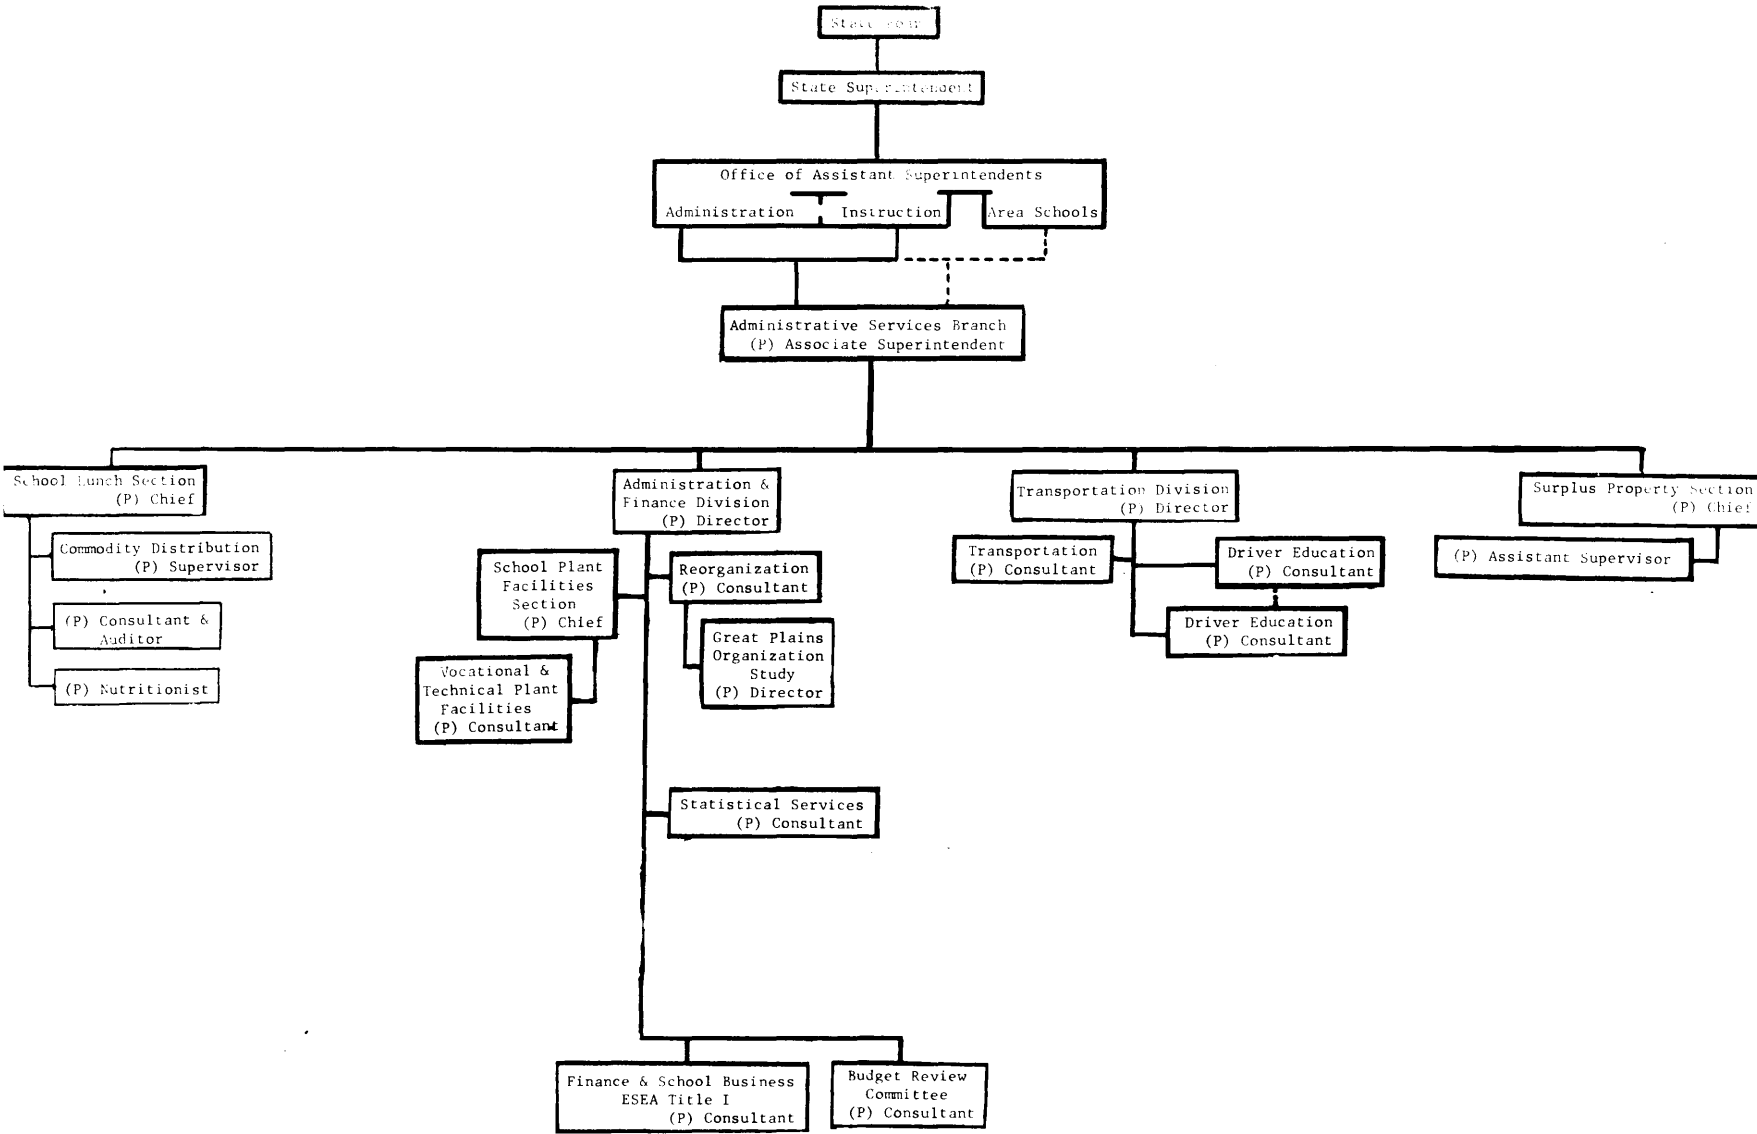 State
State Superintendent
Office of Assistant Superintendents
Administration
Instruction
Area Schools
Administrative Services Branch
(P) Associate Superintendent
School Lunch Section
(P) Chief
Commodity Distribution
(P) Supervisor
(P) Consultant &
Auditor
(P) Nutritionist
Administration &
Finance Division
(P) Director
School Plant
Facilities
Section
(P) Chief
Vocational &
Technical Plant
Facilities
(P) Consultant
Reorganization
(P) Consultant
Great Plains
Organization
Study
(P) Director
Statistical Services
(P) Consultant
Finance & School Business
ESEA Title I
(P) Consultant
Budget Review
Committee
(P) Consultant
Transportation Division
(P) Director
Transportation
(P) Consultant
Driver Education
(P) Consultant
Driver Education
(P) Consultant
Surplus Property Section
(P) Chief
(P) Assistant Supervisor